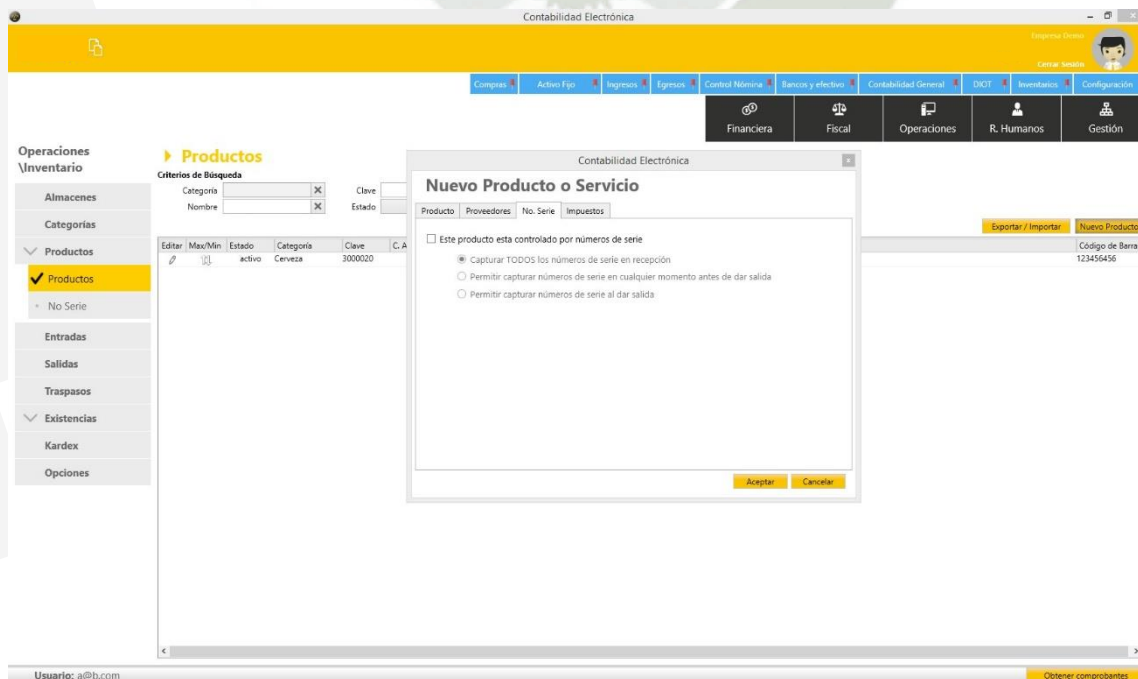 Contabilidad Electrónica
Empresa Demo
Cerrar Sesión
Compras Activo Fijo Ingresos Egresos Control Nómina Bancos y efectivo Contabilidad General DIOT Inventarios Configuración
Financiera Fiscal Operaciones R. Humanos Gestión
Operaciones
\Inventario
Almacenes
Categorías
Productos
Productos
No Serie
Entradas
Salidas
Traspasos
Existencias
Kardex
Opciones
Productos
Criterios de Búsqueda
Categoría Clave
Nombre Estado
Exportar / Importar Nuevo Producto
Editar Max/Min Estado Categoría Clave C. A Código de Barra
activo Cerveza 3000020 123456456
Contabilidad Electrónica
Nuevo Producto o Servicio
Producto Proveedores No. Serie Impuestos
Este producto esta controlado por números de serie
Capturar TODOS los números de serie en recepción
Permitir capturar números de serie en cualquier momento antes de dar salida
Permitir capturar números de serie al dar salida
Aceptar Cancelar
Usuario: a@b.com
Obtener comprobantes